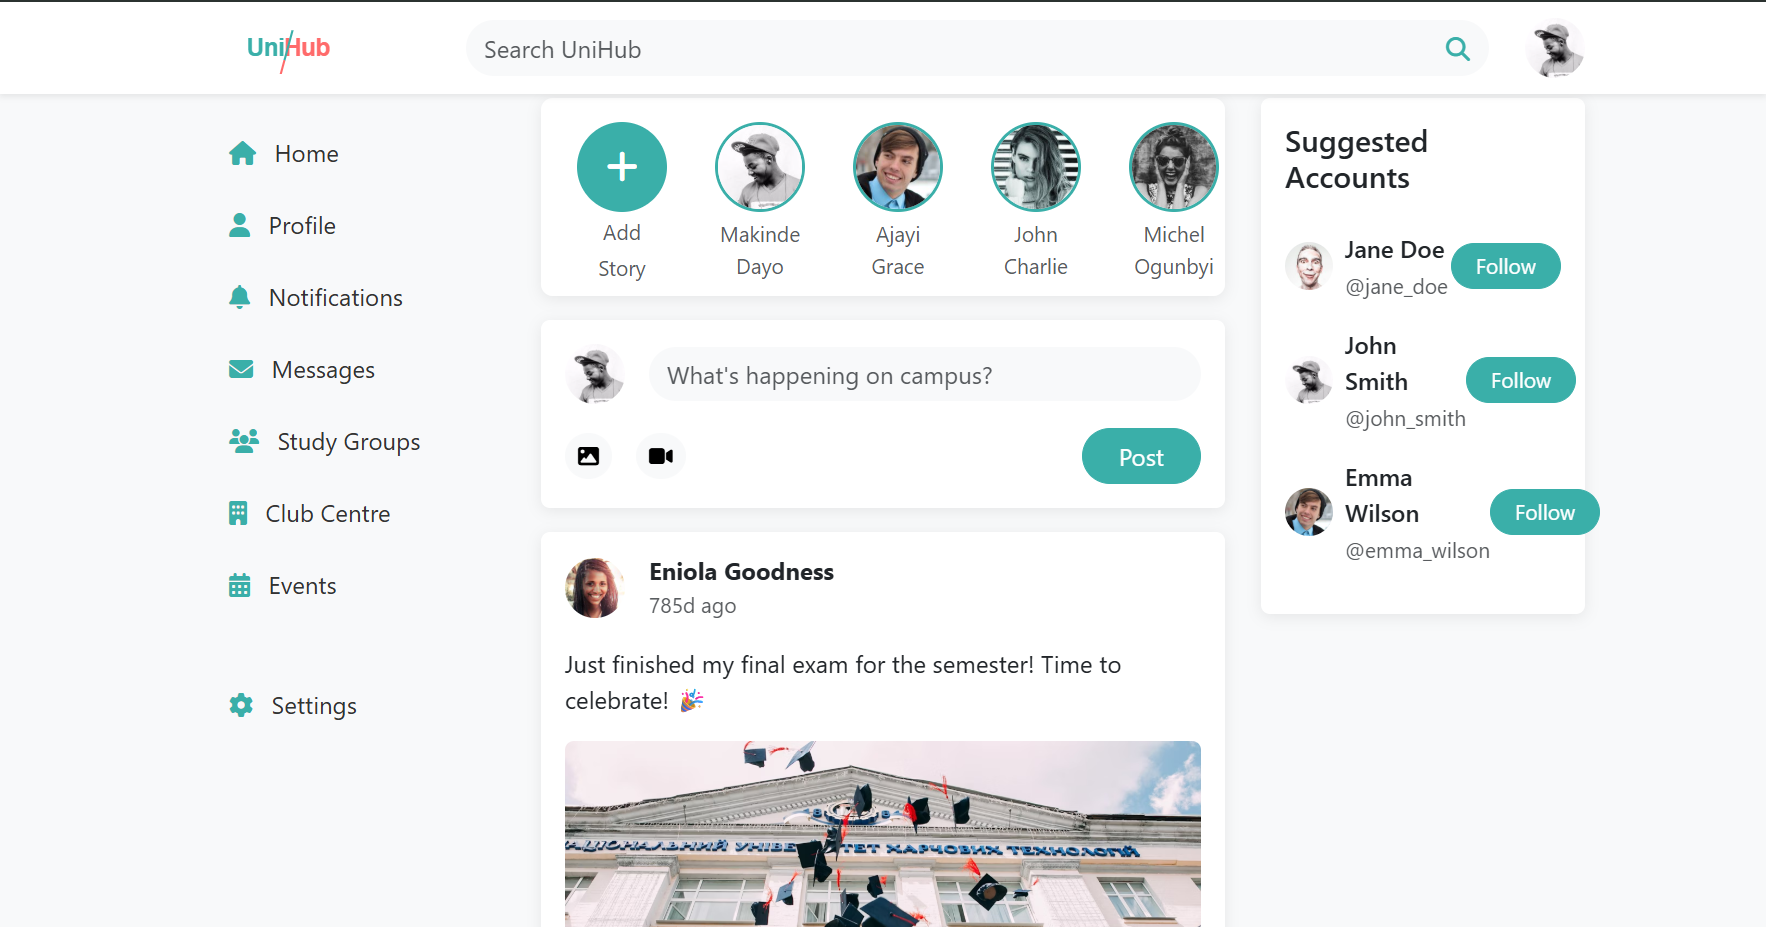 UniHub
Search UniHub
Home
Profile
Notifications
Messages
Study Groups
Club Centre
Events
Settings
Add
Story
Makinde
Dayo
Ajayi
Grace
John
Charlie
Michel
Ogunbyi
What's happening on campus?
Post
Eniola Goodness
785d ago
Just finished my final exam for the semester! Time to
celebrate! 🎉
АЦІОНАЛЬНИЙ УНІВЕ ТЕТ ХАРЧОВИХ ТЕХНОЛОГІЙ
Suggested
Accounts
Jane Doe
@jane_doe
Follow
John
Smith
@john_smith
Follow
Emma
Wilson
@emma_wilson
Follow